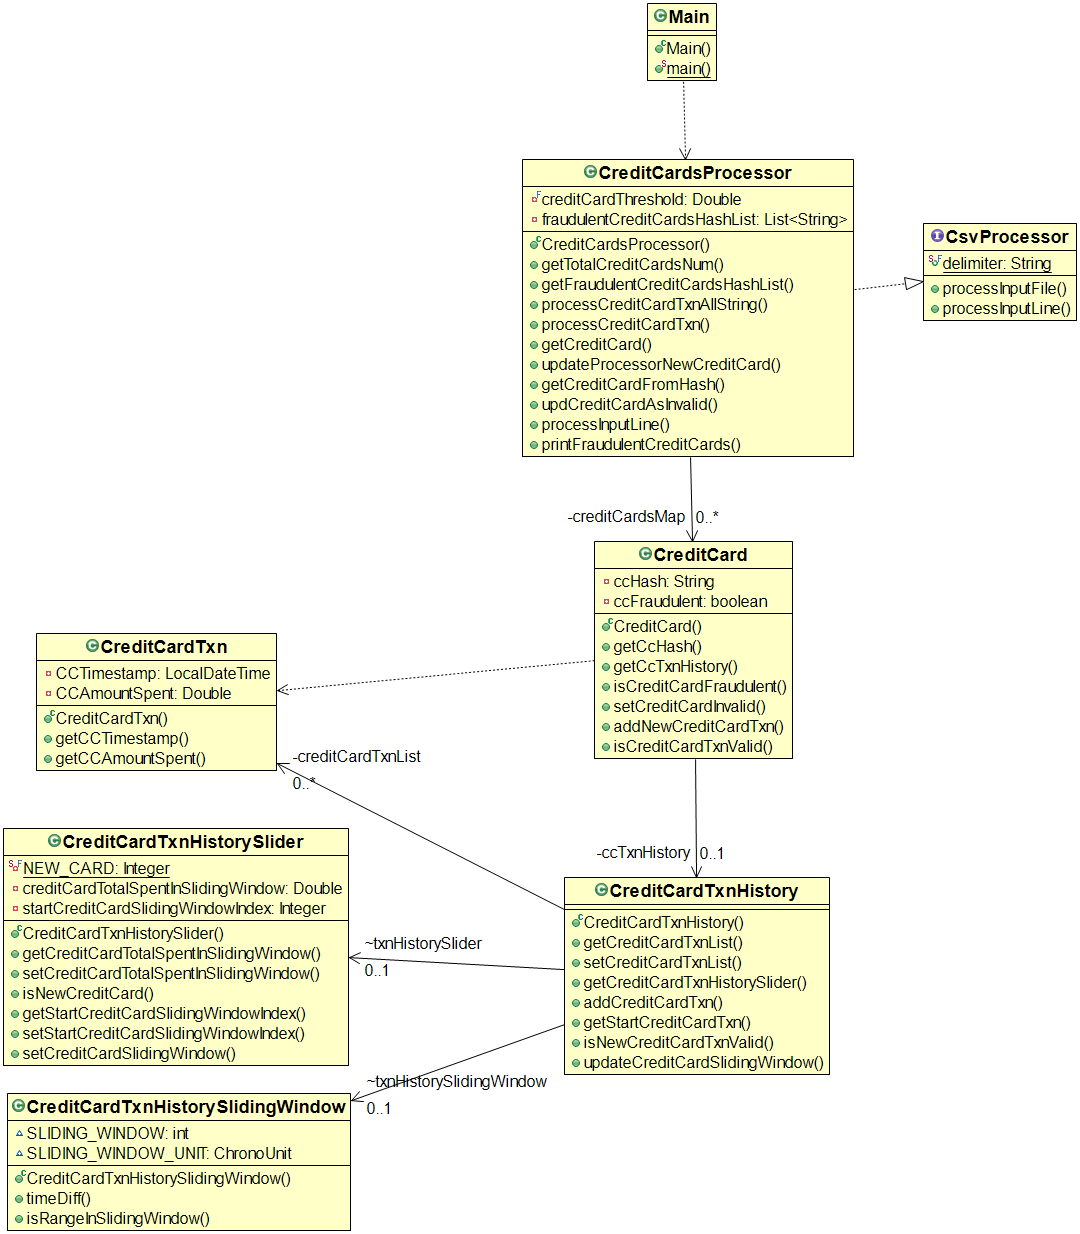 Main
Main()
main()
CreditCardsProcessor
creditCardThreshold: Double
fraudulentCreditCardsHashList: List<String>
CreditCardsProcessor()
getTotalCreditCardsNum()
getFraudulentCreditCardsHashList()
processCreditCardTxnAllString()
processCreditCardTxn()
getCreditCard()
updateProcessorNewCreditCard()
getCreditCardFromHash()
updCreditCardAsInvalid()
processInputLine()
printFraudulentCreditCards()
CsvProcessor
delimiter: String
processInputFile()
processInputLine()
-creditCardsMap 0..*
CreditCard
ccHash: String
ccFraudulent: boolean
CreditCard()
getCcHash()
getCcTxnHistory()
isCreditCardFraudulent()
setCreditCardInvalid()
addNewCreditCardTxn()
isCreditCardTxnValid()
CreditCardTxn
CCTimestamp: LocalDateTime
CCAmountSpent: Double
CreditCardTxn()
getCCTimestamp()
getCCAmountSpent()
-creditCardTxnList
0..*
-ccTxnHistory 0..1
CreditCardTxnHistorySlider
NEW_CARD: Integer
creditCardTotalSpentInSlidingWindow: Double
startCreditCardSlidingWindowIndex: Integer
CreditCardTxnHistorySlider()
getCreditCardTotalSpentInSlidingWindow()
setCreditCardTotalSpentInSlidingWindow()
isNewCreditCard()
getStartCreditCardSlidingWindowIndex()
setStartCreditCardSlidingWindowIndex()
setCreditCardSlidingWindow()
~txnHistorySlider
0..1
CreditCardTxnHistory
CreditCardTxnHistory()
getCreditCardTxnList()
setCreditCardTxnList()
getCreditCardTxnHistorySlider()
addCreditCardTxn()
getStartCreditCardTxn()
isNewCreditCardTxnValid()
updateCreditCardSlidingWindow()
~txnHistorySlidingWindow
0..1
CreditCardTxnHistorySlidingWindow
SLIDING_WINDOW: int
SLIDING_WINDOW_UNIT: ChronoUnit
CreditCardTxnHistorySlidingWindow()
timeDiff()
isRangeInSlidingWindow()